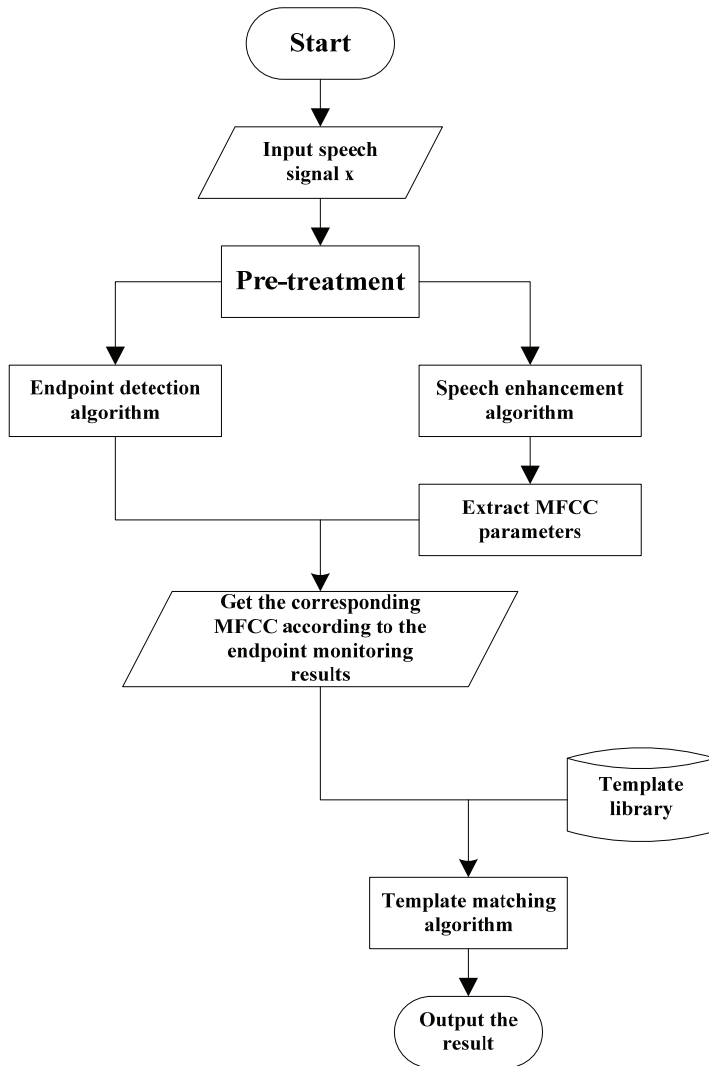 Start
Input speech
signal x
Pre-treatment
Endpoint detection
algorithm
Speech enhancement
algorithm
Extract MFCC
parameters
Get the corresponding
MFCC according to the
endpoint monitoring
results
Template
library
Template matching
algorithm
Output the
result